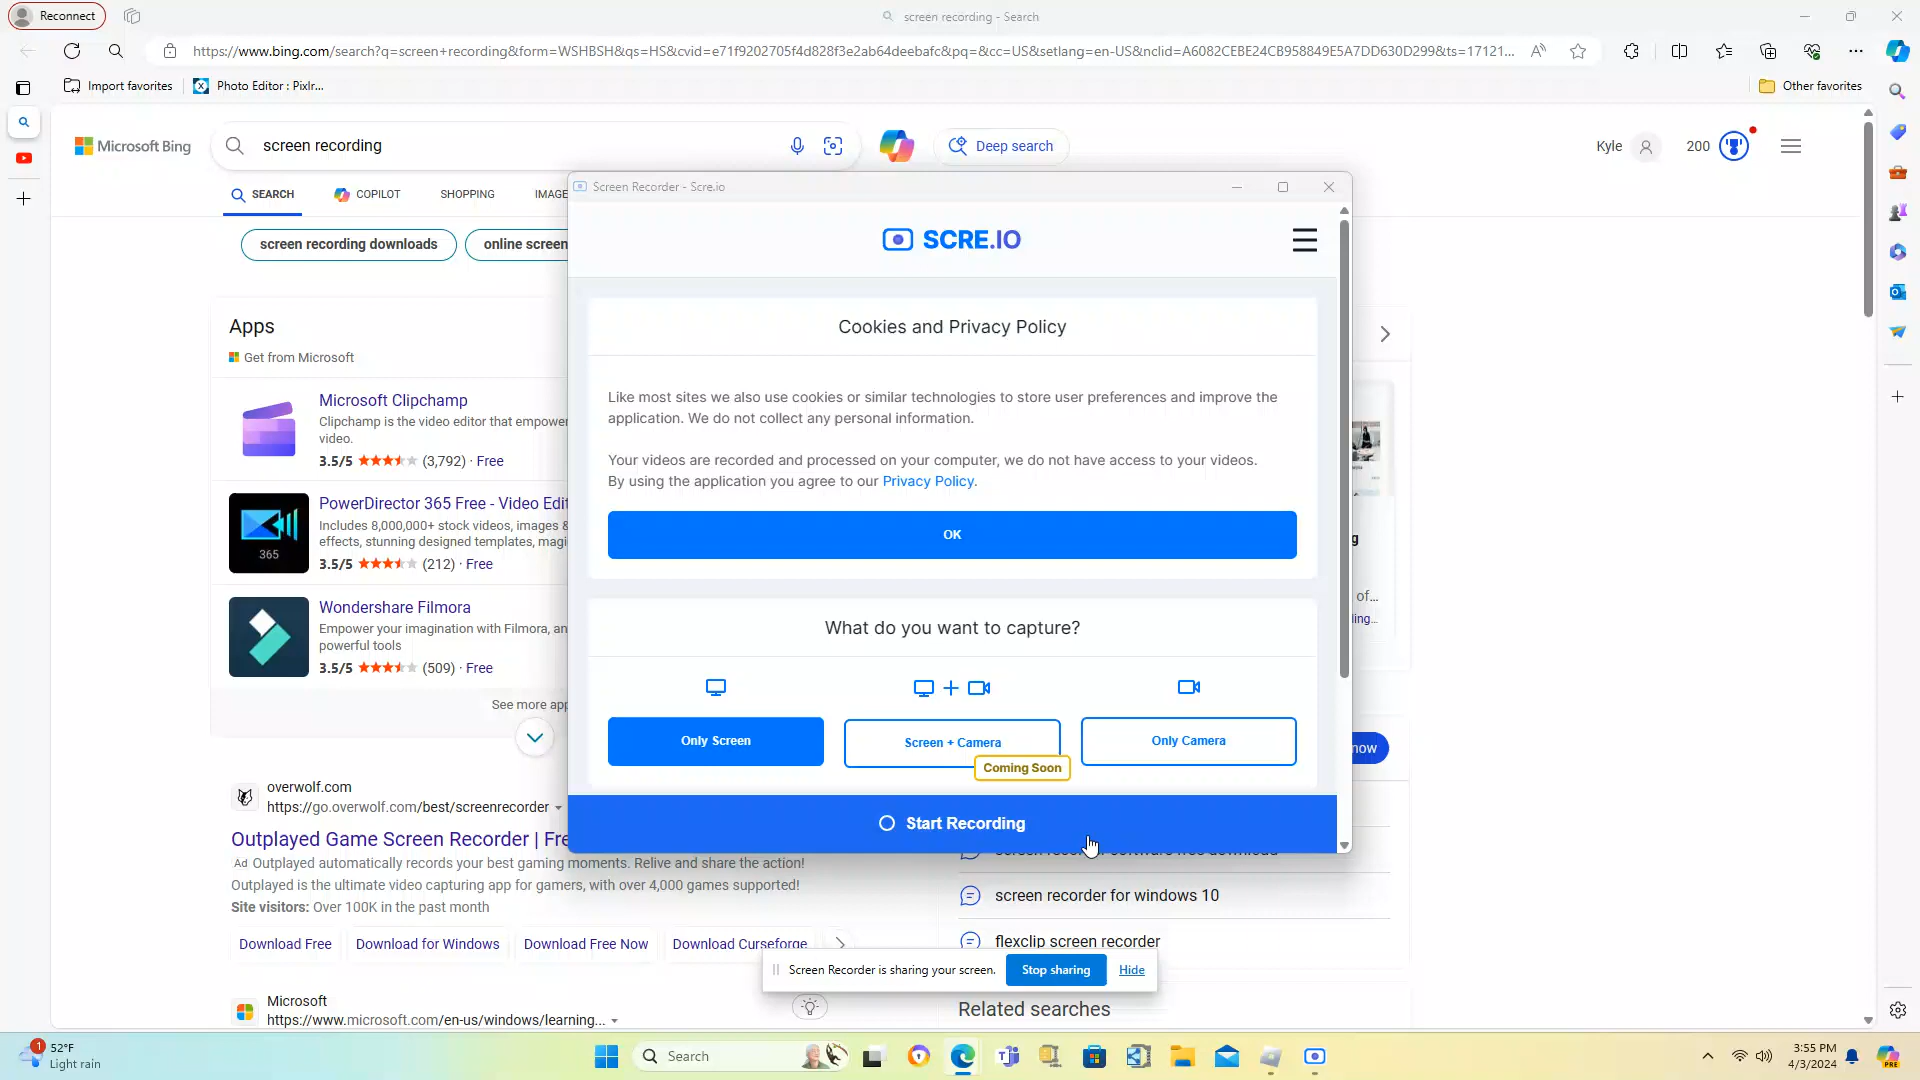 Reconnect
screen recording - Search
https://www.bing.com/search?q=screen+recording&form=WSHBSH&qs=HS&cvid=e71f9202705f4d828f3e2ab64deebafc&pq=&cc=US&setlang=en-US&nclid=A6082CEBE24CB958849E5A7DD630D299&ts=17121...
Import favorites
Photo Editor : Pixlr...
Other favorites
Microsoft Bing
screen recording
Deep search
Kyle
200
SEARCH
COPILOT
SHOPPING
IMAGE
Screen Recorder - Scre.io
screen recording downloads
online screen
SCRE.IO
Apps
Get from Microsoft
Cookies and Privacy Policy
Microsoft Clipchamp
Clipchamp is the video editor that empower
video.
3.5/5 (3,792) · Free
Like most sites we also use cookies or similar technologies to store user preferences and improve the
application. We do not collect any personal information.
Your videos are recorded and processed on your computer, we do not have access to your videos.
By using the application you agree to our Privacy Policy.
OK
PowerDirector 365 Free - Video Edit
Includes 8,000,000+ stock videos, images &
effects, stunning designed templates, magi
3.5/5 (212) · Free
365
Wondershare Filmora
Empower your imagination with Filmora, an
powerful tools
3.5/5 (509) · Free
See more app
What do you want to capture?
Only Screen
Screen + Camera
Coming Soon
Only Camera
Start Recording
g
of...
ing...
now
overwolf.com
https://go.overwolf.com/best/screenrecorder
Outplayed Game Screen Recorder | Fre
Ad Outplayed automatically records your best gaming moments. Relive and share the action!
Outplayed is the ultimate video capturing app for gamers, with over 4,000 games supported!
Site visitors: Over 100K in the past month
Download Free
Download for Windows
Download Free Now
Download Curseforge
screen recorder for windows 10
flexclip screen recorder
Screen Recorder is sharing your screen.
Stop sharing
Hide
Microsoft
https://www.microsoft.com/en-us/windows/learning...
Related searches
1
52°F
Light rain
Search
3:55 PM
4/3/2024
PRE